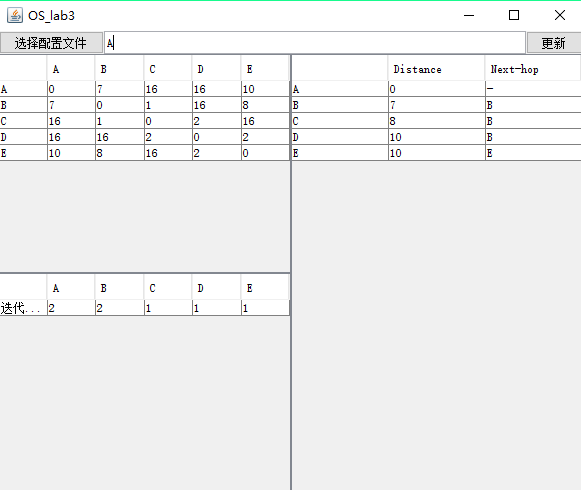 OS_lab3
选择配置文件 A 更新
A B C D E
A 0 7 16 16 10
B 7 0 1 16 8
C 16 1 0 2 16
D 16 16 2 0 2
E 10 8 16 2 0
Distance Next-hop
A 0 —
B 7 B
C 8 B
D 10 B
E 10 E
A B C D E
迭代... 2 2 1 1 1